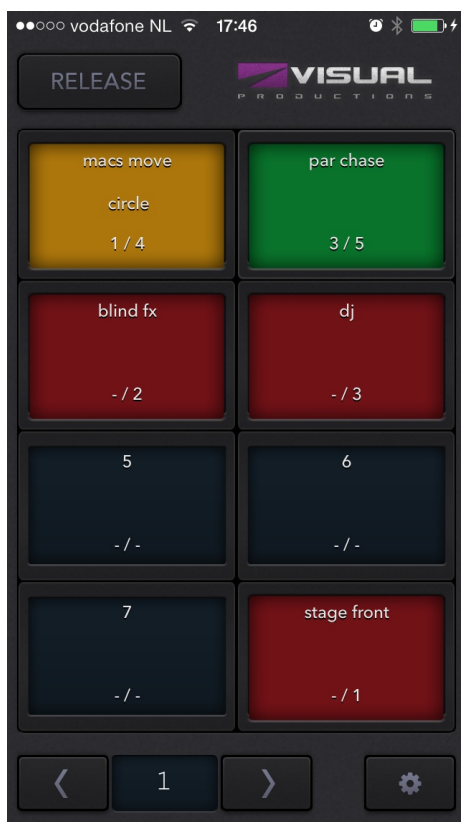 vodafone NL 17:46
RELEASE
VISUAL
PRODUCTIONS
macs move
circle
1 / 4
par chase
3 / 5
blind fx
- / 2
dj
- / 3
5
- / -
6
- / -
7
- / -
stage front
- / 1
1